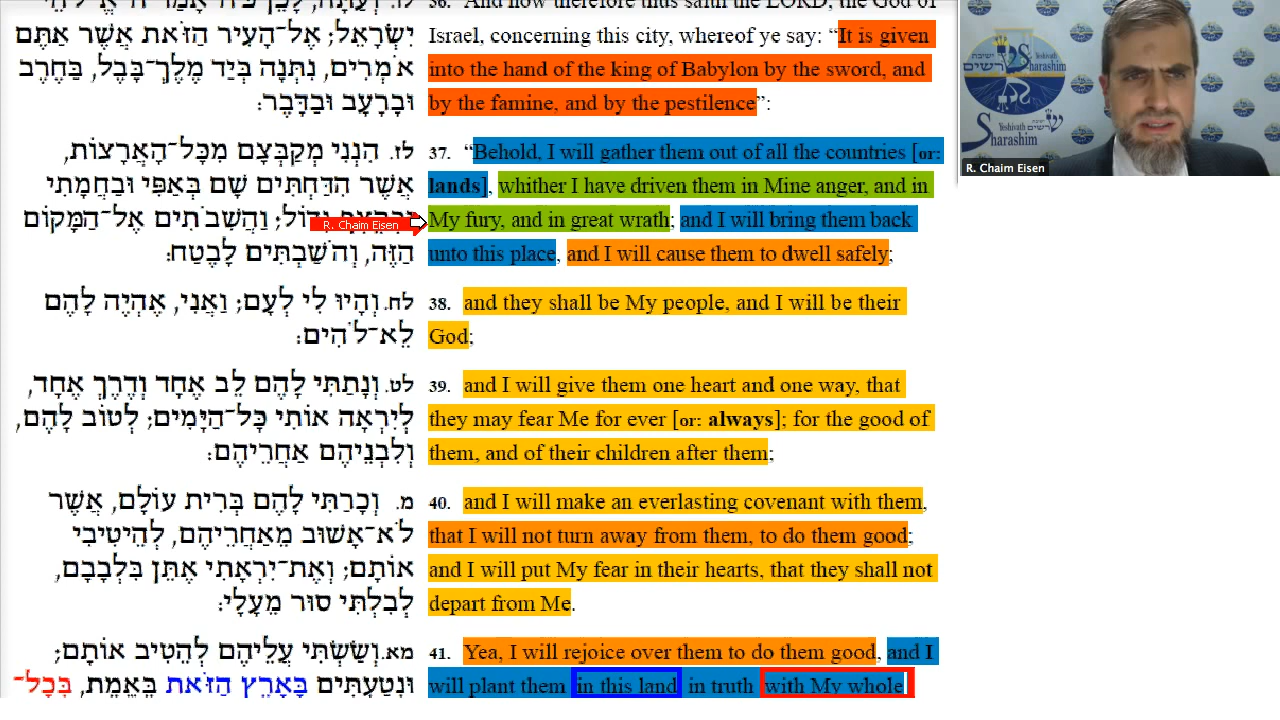 לו. וְעַתָּה, לָכֵן כֹּה אָמַר ה' אֱלֹהֵי
יִשְׂרָאֵל; אֶל־הָעִיר הַזֹּאת אֲשֶׁר אַתֶּם
אֹמְרִים, נִתְּנָה בְּיַד מֶלֶךְ־בָּבֶל, בַּחֶרֶב
וּבָרָעָב וּבַדָּבֶר:
לז. הִנְנִי מְקַבְּצָם מִכׇּל־הָאֲרָצוֹת,
אֲשֶׁר הִדַּחְתִּים שָׁם בְּאַפִּי וּבַחֲמָתִי
גָּדוֹל; וַהֲשִׁבֹתִים אֶל־הַמָּקוֹם
הַזֶּה, וְהֹשַׁבְתִּים לָבֶטַח:
לח. וְהָיוּ לִי לְעָם; וַאֲנִי, אֶהְיֶה לָהֶם
לֵא־לֹהִים:
לט. וְנָתַתִּי לָהֶם לֵב אֶחָד וְדֶרֶךְ אֶחָד,
לְיִרְאָה אוֹתִי כׇּל־הַיָּמִים; לְטוֹב לָהֶם,
וְלִבְנֵיהֶם אַחֲרֵיהֶם:
מ. וְכָרַתִּי לָהֶם בְּרִית עוֹלָם, אֲשֶׁר
לֹא־אָשׁוּב מֵאַחֲרֵיהֶם, לְהֵיטִיבִי
אוֹתָם; וְאֶת־יִרְאָתִי אֶתֵּן בִּלְבָבָם,
לְבִלְתִּי סוּר מֵעָלָי:
מא. וְשַׂשְׂתִּי עֲלֵיהֶם לְהֵטִיב אוֹתָם;
וּנְטַעְתִּים בָּאָרֶץ הַזֹּאת בֶּאֱמֶת, בְּכׇל־
36. And now therefore thus saith the LORD, the God of
Israel, concerning this city, whereof ye say: “It is given
into the hand of the king of Babylon by the sword, and
by the famine, and by the pestilence”:
37. “Behold, I will gather them out of all the countries [or:
lands], whither I have driven them in Mine anger, and in
My fury, and in great wrath; and I will bring them back
unto this place, and I will cause them to dwell safely;
38. and they shall be My people, and I will be their
God;
39. and I will give them one heart and one way, that
they may fear Me for ever [or: always]; for the good of
them, and of their children after them;
40. and I will make an everlasting covenant with them,
that I will not turn away from them, to do them good;
and I will put My fear in their hearts, that they shall not
depart from Me.
41. Yea, I will rejoice over them to do them good, and I
will plant them in this land in truth with My whole
R. Chaim Eisen
ישיבת
שרשים
Yeshivath
Sharashim
R. Chaim Eisen